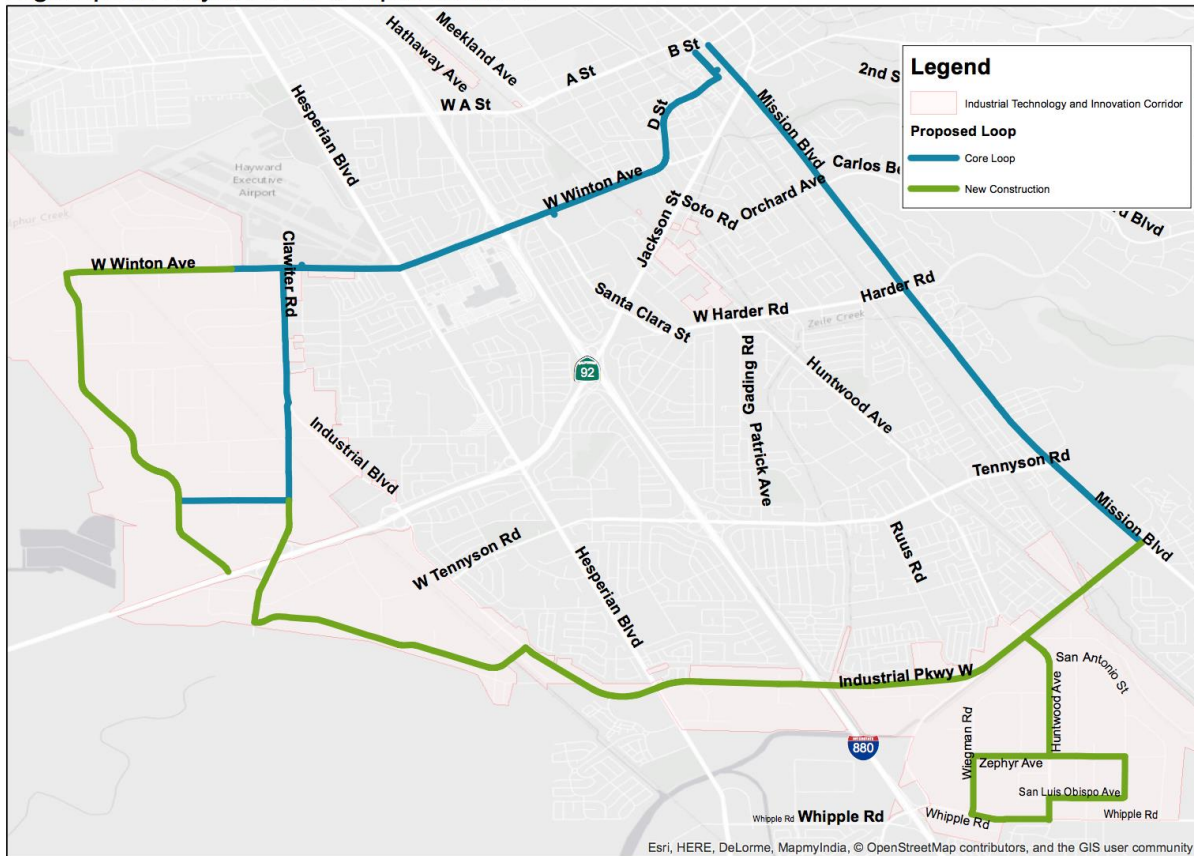 Meekland Ave
Hathaway Ave
B St
A St
W A St
D St
Mission Blvd
Hesperian Blvd
Hayward
Executive
Airport
W Winton Ave
Orchard Ave
Soto Rd
Jackson St
Legend
Industrial Technology and Innovation Corridor
Proposed Loop
Core Loop
New Construction
W Winton Ave
Clawiter Rd
Santa Clara St
W Harder Rd
Harder Rd
Zeile Creek
92
Gading Rd
Huntwood Ave
Patrick Ave
Industrial Blvd
Tennyson Rd
Mission Blvd
W Tennyson Rd
Ruus Rd
Hesperian Blvd
Industrial Pkwy W
San Antonio St
Huntwood Ave
Wiegman Rd
880
Zephyr Ave
San Luis Obispo Ave
Whipple Rd
Whipple Rd
Whipple Rd
Whipple Rd
Esri, HERE, DeLorme, MapmyIndia, © OpenStreetMap contributors, and the GIS user community